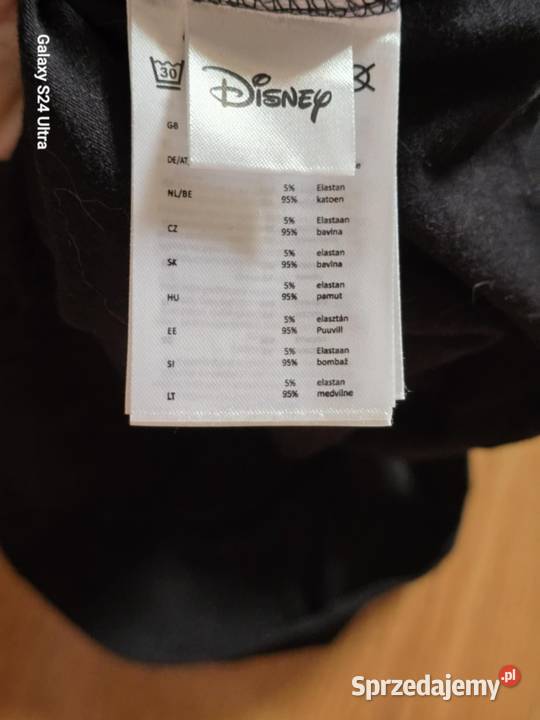 Galaxy S24 Ultra
30
Disney
GB
DE/AT
NL/BE
5% Elastan
95% katoen
CZ
5% Elastaan
95% bavlna
SK
5% elastan
95% bavlna
HU
5% elastan
95% pamut
EE
5% elasztán
95% Puuvill
SI
5% Elastaan
95% bombaž
LT
5% elastan
95% medvilne
Sprzedajemy.pl